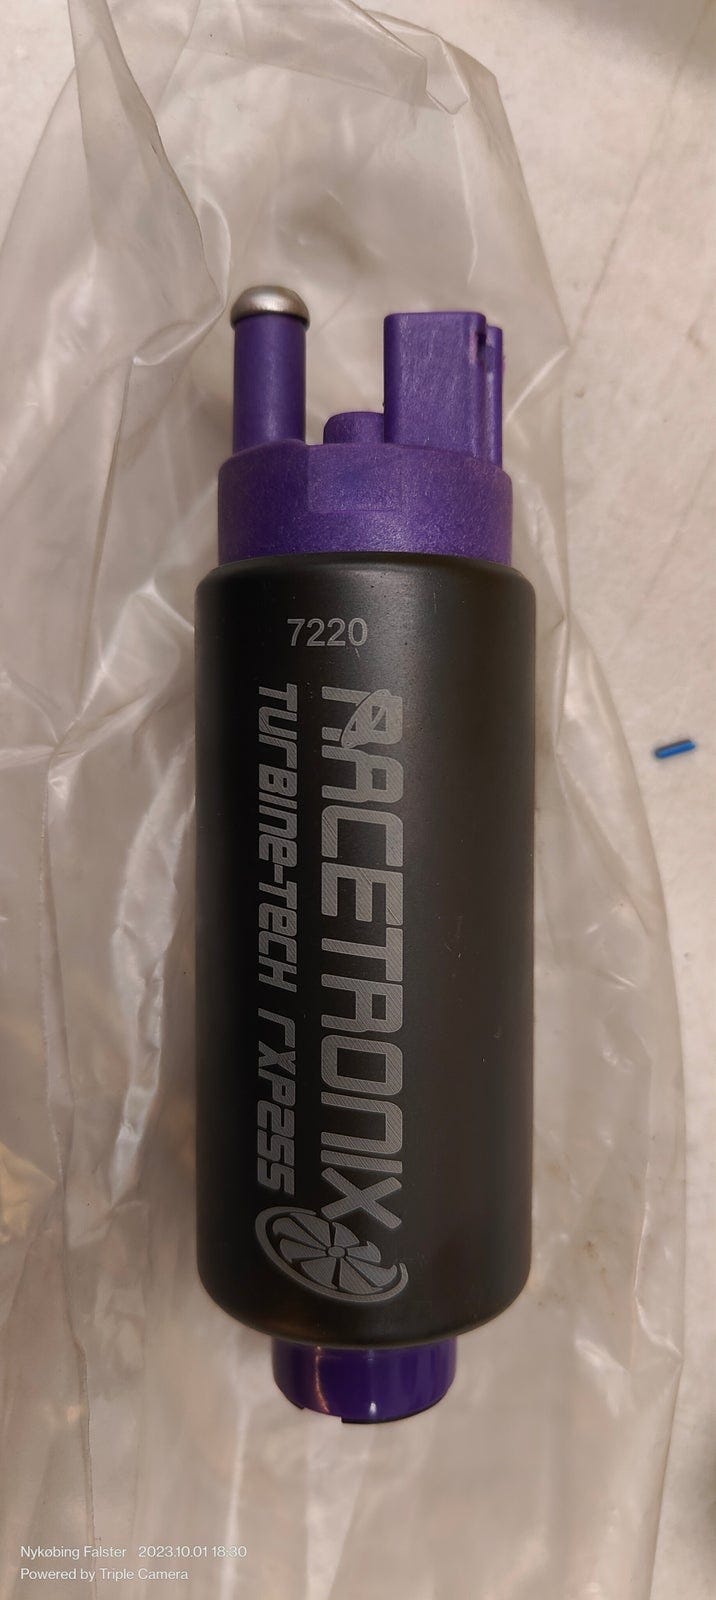 7220
RACETRONIX
TURBINE-TECH RXP255
Nykøbing Falster 2023.10.01 18:30
Powered by Triple Camera